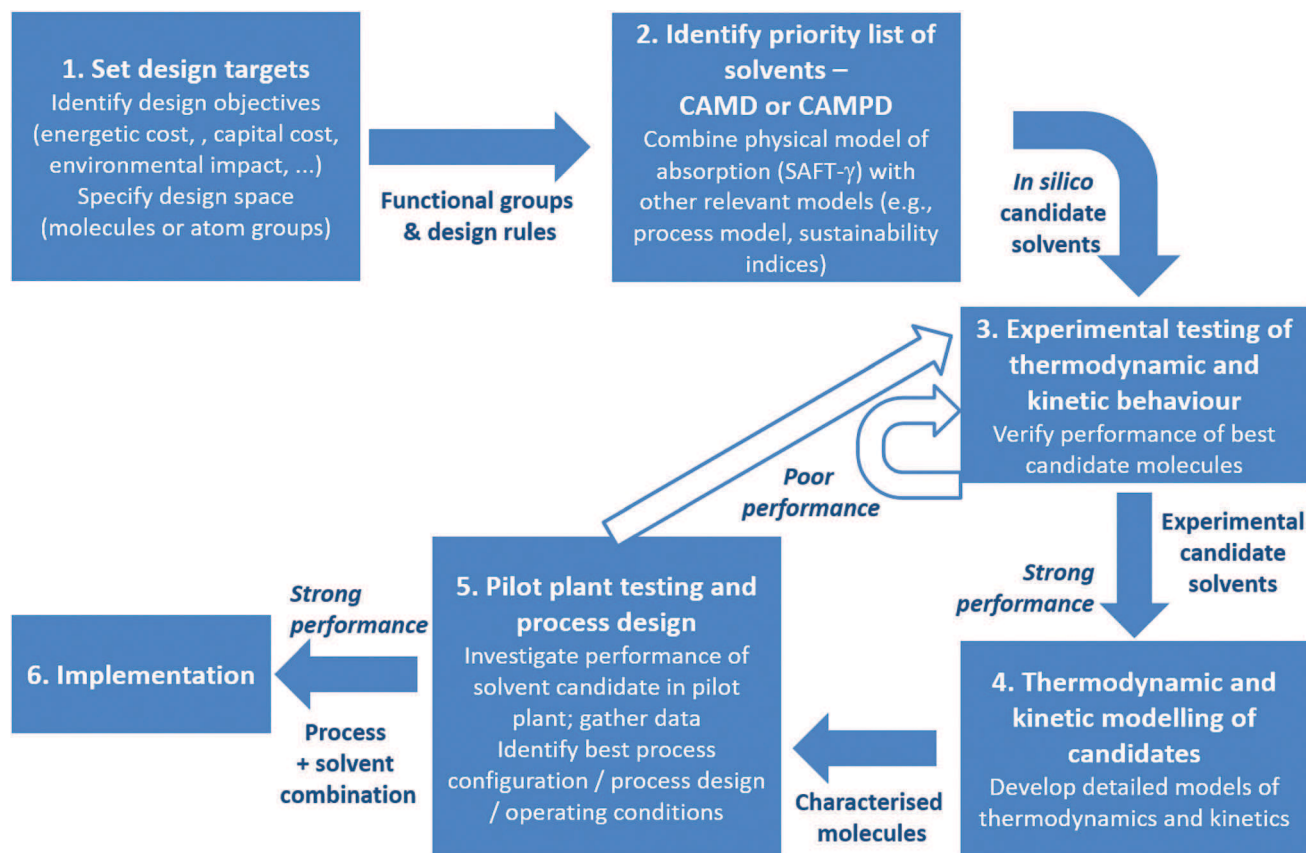 1. Set design targets
Identify design objectives
(energetic cost, , capital cost,
environmental impact, ...)
Specify design space
(molecules or atom groups)
Functional groups
& design rules
2. Identify priority list of
solvents –
CAMD or CAMPD
Combine physical model of
absorption (SAFT-γ) with
other relevant models (e.g.,
process model, sustainability
indices)
In silico
candidate
solvents
3. Experimental testing of
thermodynamic and
kinetic behaviour
Verify performance of best
candidate molecules
Poor
performance
Experimental
candidate
solvents
Strong
performance
4. Thermodynamic and
kinetic modelling of
candidates
Develop detailed models of
thermodynamics and kinetics
Characterised
molecules
5. Pilot plant testing and
process design
Investigate performance of
solvent candidate in pilot
plant; gather data
Identify best process
configuration / process design
/ operating conditions
Strong
performance
Process
+ solvent
combination
6. Implementation